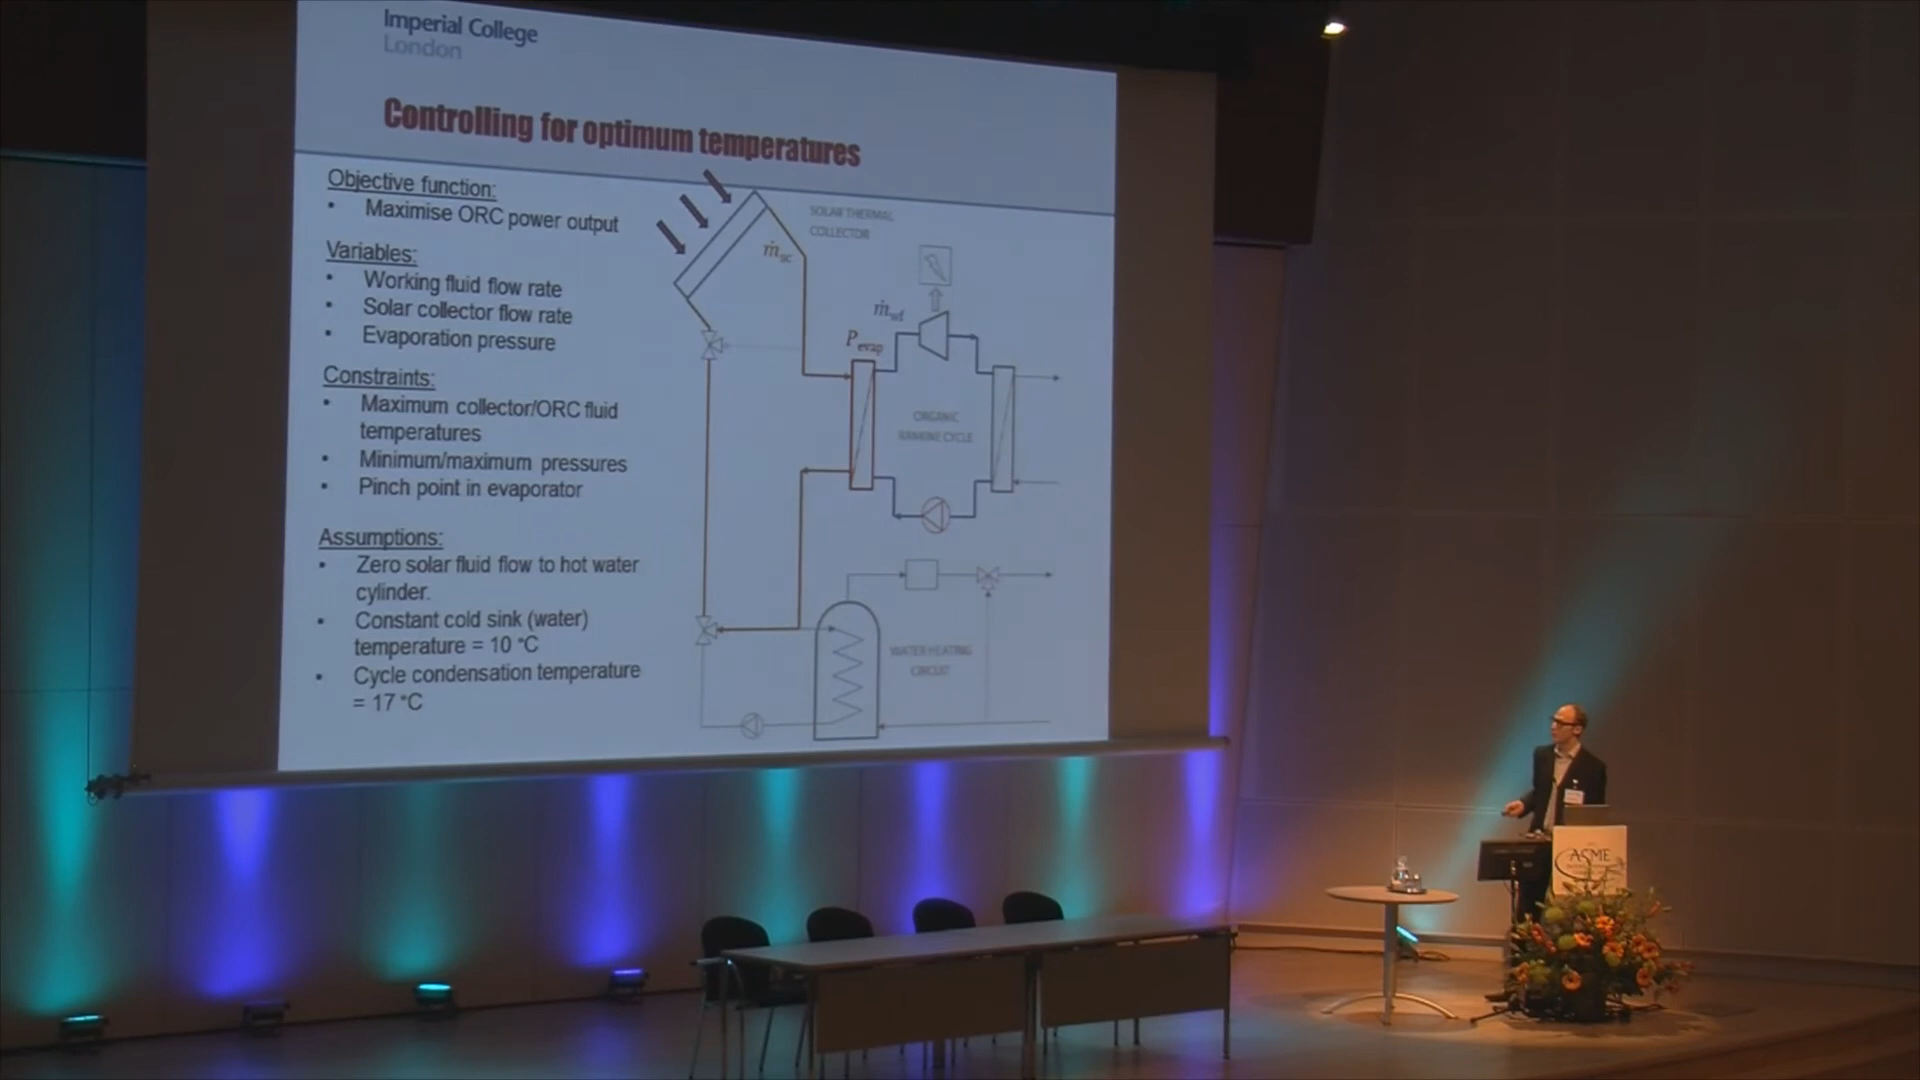 Imperial College
London
Controlling for optimum temperatures
Objective function:
• Maximise ORC power output
Variables:
• Working fluid flow rate
• Solar collector flow rate
• Evaporation pressure
Constraints:
• Maximum collector/ORC fluid
temperatures
• Minimum/maximum pressures
• Pinch point in evaporator
Assumptions:
• Zero solar fluid flow to hot water
cylinder.
• Constant cold sink (water)
temperature = 10 °C
• Cycle condensation temperature
= 17 °C
SOLAR THERMAL
COLLECTOR
ṁsc
ṁwf
Pevap
ORGANIC
RANKINE CYCLE
WATER HEATING
CIRCUIT
ASME